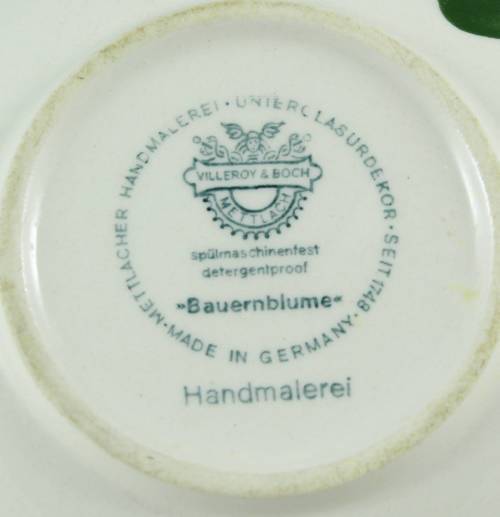 METTLACHER HANDMALEREI · UNTERGLASURDEKOR · SEIT 1748 · MADE IN GERMANY ·
VILLEROY & BOCH
METTLACH
spülmaschinenfest
detergentproof
»Bauernblume«
Handmalerei